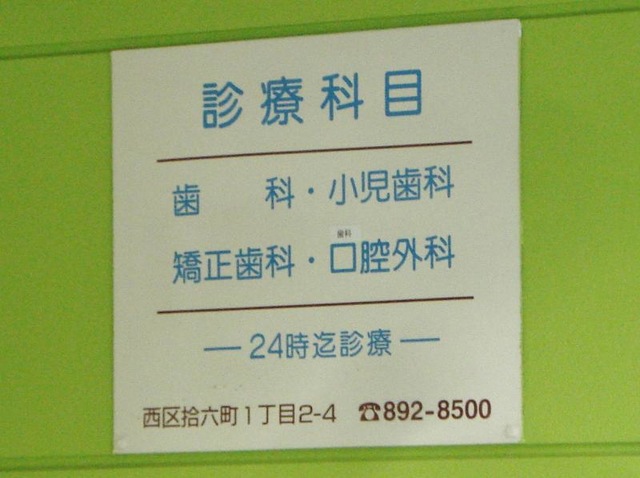 診療科目
歯　科・小児歯科
歯科
矯正歯科・口腔外科
— 24時迄診療 —
西区拾六町1丁目2-4 ☎892-8500